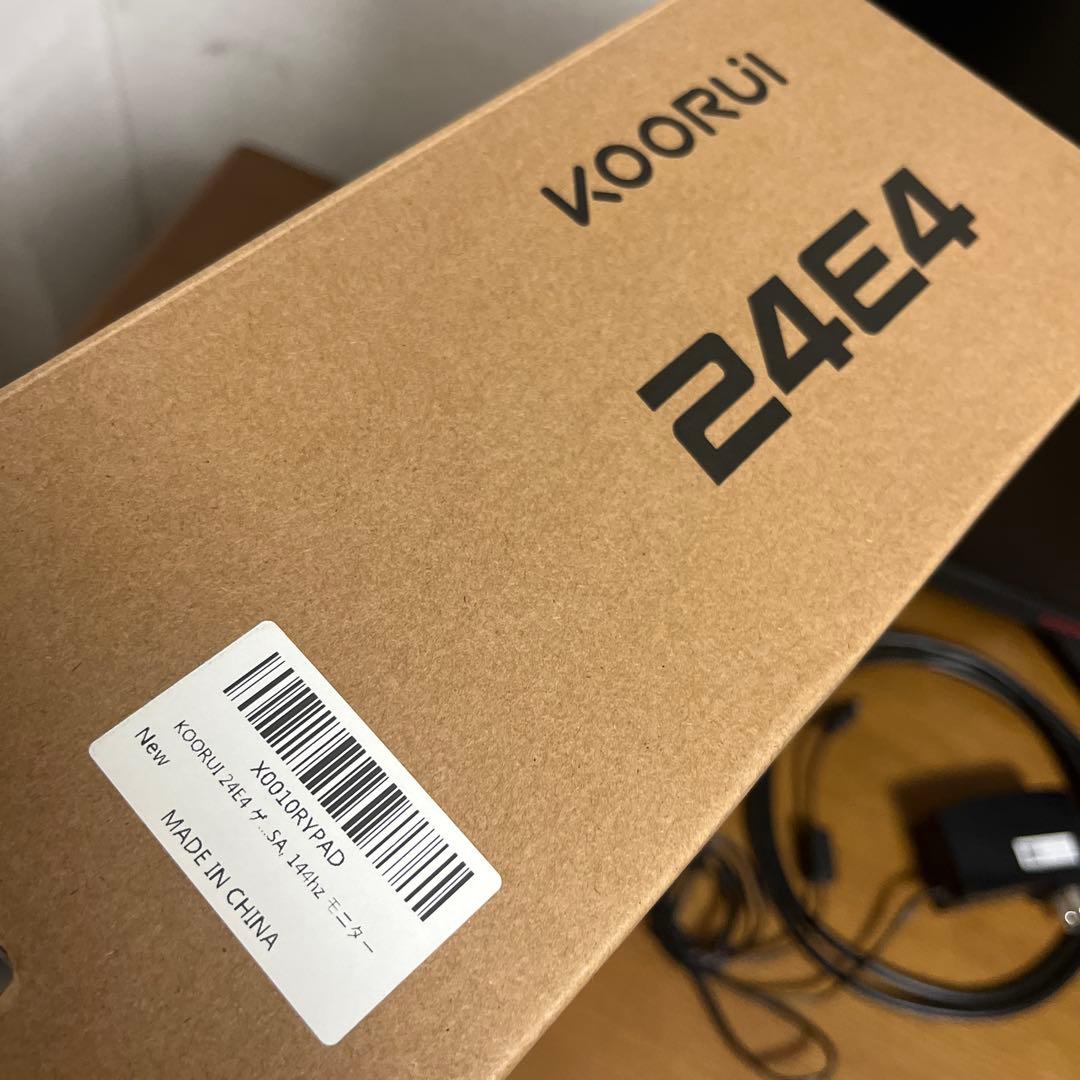 KOORUI
24E4
X0010RYPAD
KOORUI 24E4 ゲ...SA, 144hz モニター
New
MADE IN CHINA